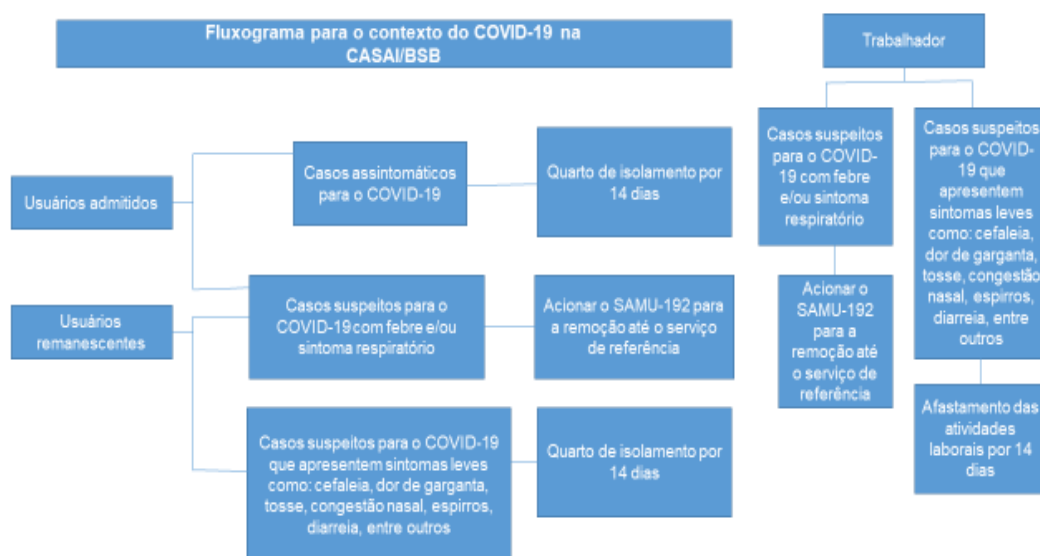 Fluxograma para o contexto do COVID-19 na
CASAI/BSB
Usuários admitidos
Casos assintomáticos
para o COVID-19
Quarto de isolamento por
14 dias
Usuários
remanescentes
Casos suspeitos para o
COVID-19 com febre e/ou
sintoma respiratório
Acionar o SAMU-192 para
a remoção até o serviço
de referência
Casos suspeitos para o COVID-19
que apresentem sintomas leves
como: cefaleia, dor de garganta,
tosse, congestão nasal, espirros,
diarreia, entre outros
Quarto de isolamento por
14 dias
Trabalhador
Casos suspeitos
para o COVID-
19 com febre
e/ou sintoma
respiratório
Acionar o
SAMU-192
para a
remoção até
o serviço de
referência
Casos suspeitos
para o COVID-
19 que
apresentem
sintomas leves
como: cefaleia,
dor de garganta,
tosse, congestão
nasal, espirros,
diarreia, entre
outros
Afastamento das
atividades
laborais por 14
dias